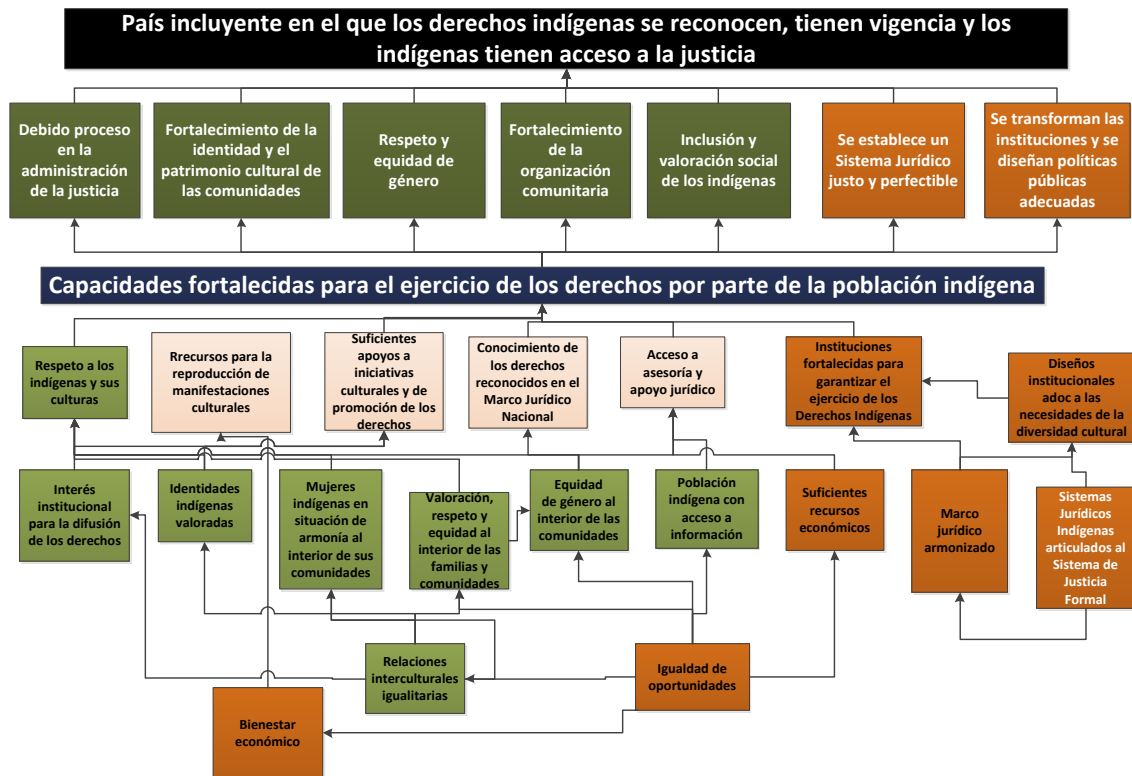 País incluyente en el que los derechos indígenas se reconocen, tienen vigencia y los
indígenas tienen acceso a la justicia
Debido proceso
en la
administración
de la justicia
Fortalecimiento de la
identidad y el
patrimonio cultural de
las comunidades
Respeto y
equidad de
género
Fortalecimiento
de la
organización
comunitaria
Inclusión y
valoración social
de los indígenas
Se establece un
Sistema Jurídico
justo y perfectible
Se transforman las
instituciones y se
diseñan políticas
públicas
adecuadas
Capacidades fortalecidas para el ejercicio de los derechos por parte de la población indígena
Respeto a los
indígenas y sus
culturas
Rrecursos para la
reproducción de
manifestaciones
culturales
Suficientes
apoyos a
iniciativas
culturales y de
promoción de los
derechos
Conocimiento de
los derechos
reconocidos en el
Marco Jurídico
Nacional
Acceso a
asesoría y
apoyo jurídico
Instituciones
fortalecidas para
garantizar el
ejercicio de los
Derechos Indígenas
Diseños
institucionales
adoc a las
necesidades de la
diversidad cultural
Interés
institucional
para la difusión
de los derechos
Identidades
indígenas
valoradas
Mujeres
indígenas en
situación de
armonía al
interior de sus
comunidades
Valoración,
respeto y
equidad al
interior de las
familias y
comunidades
Equidad
de género al
interior de las
comunidades
Población
indígena con
acceso a
información
Suficientes
recursos
económicos
Marco
jurídico
armonizado
Sistemas
Jurídicos
Indígenas
articulados al
Sistema de
Justicia
Formal
Relaciones
interculturales
igualitarias
Igualdad de
oportunidades
Bienestar
económico